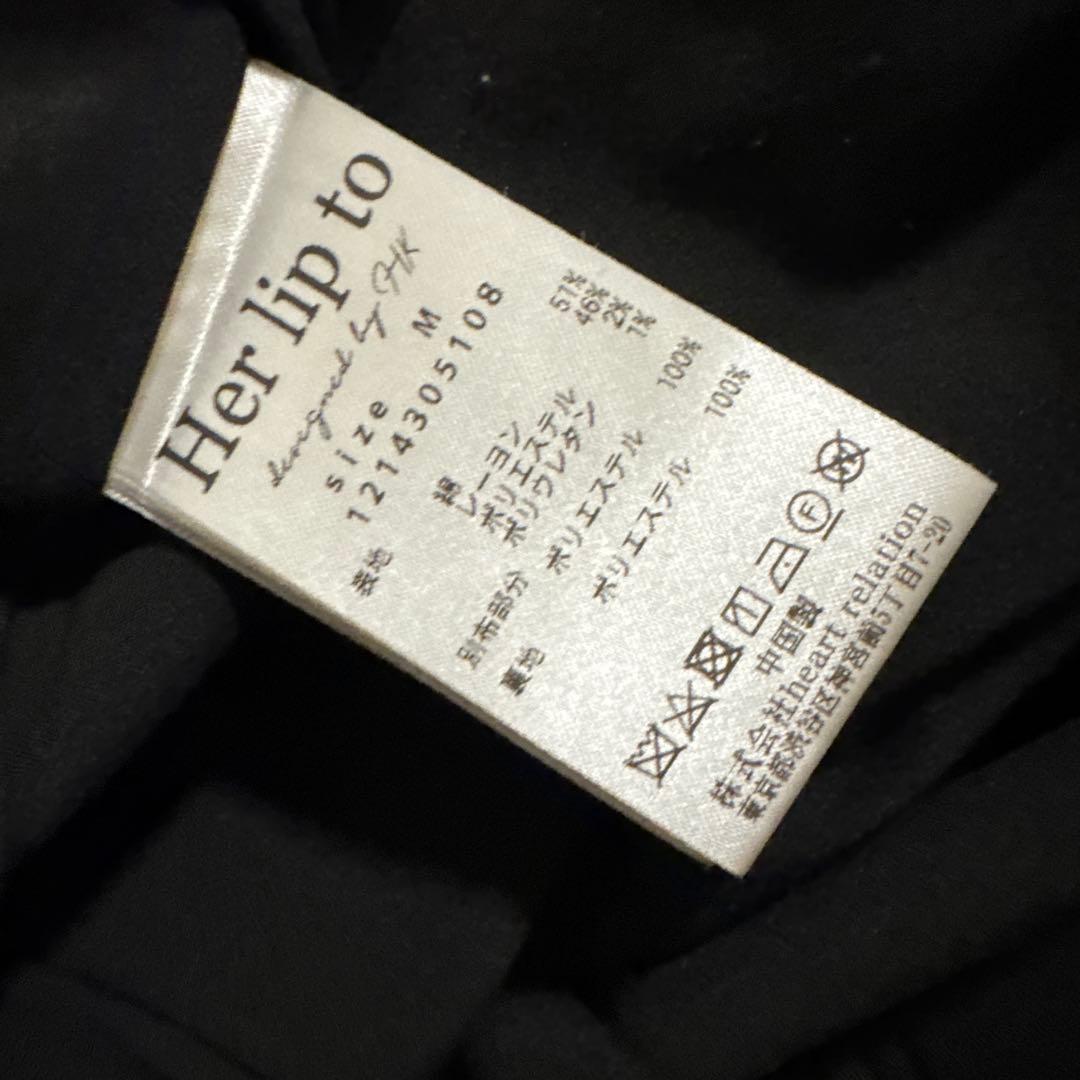 Her lip to
designed by HK
size M
1214305108
表地 綿 51%
レーヨン 46%
ポリエステル 2%
ポリウレタン 1%
別布部分 ポリエステル 100%
裏地 ポリエステル 100%
F
W
中国製
株式会社heart relation
東京都渋谷区神宮前5丁目7-20